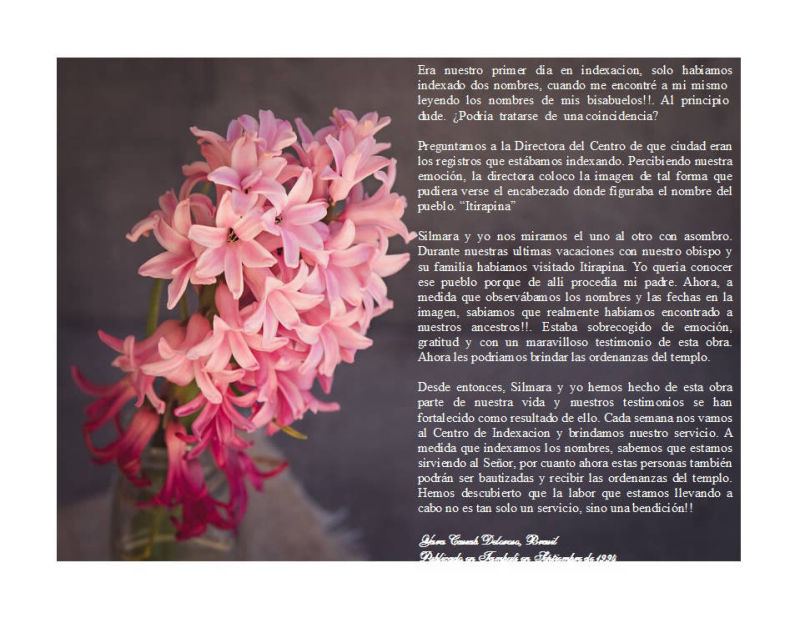 Era nuestro primer dia en indexacion, solo habiamos
indexado dos nombres, cuando me encontré a mi mismo
leyendo los nombres de mis bisabuelos!!. Al principio
dude. ¿Podría tratarse de una coincidencia?
Preguntamos a la Directora del Centro de que ciudad eran
los registros que estábamos indexando. Percibiendo nuestra
emoción, la directora coloco la imagen de tal forma que
pudiera verse el encabezado donde figuraba el nombre del
pueblo. “Itirapina”
Silmara y yo nos miramos el uno al otro con asombro.
Durante nuestras ultimas vacaciones con nuestro obispo y
su familia habiamos visitado Itirapina. Yo queria conocer
ese pueblo porque de allí procedía mi padre. Ahora, a
medida que observábamos los nombres y las fechas en la
imagen, sabiamos que realmente habiamos encontrado a
nuestros ancestros!!. Estaba sobrecogido de emoción,
gratitud y con un maravilloso testimonio de esta obra.
Ahora les podríamos brindar las ordenanzas del templo.
Desde entonces, Silmara y yo hemos hecho de esta obra
parte de nuestra vida y nuestros testimonios se han
fortalecido como resultado de ello. Cada semana nos vamos
al Centro de Indexacion y brindamos nuestro servicio. A
medida que indexamos los nombres, sabemos que estamos
sirviendo al Señor, por cuanto ahora estas personas también
podrán ser bautizadas y recibir las ordenanzas del templo.
Hemos descubierto que la labor que estamos llevando a
cabo no es tan solo un servicio, sino una bendición!!
Brasil
Publicado en en Septiembre de